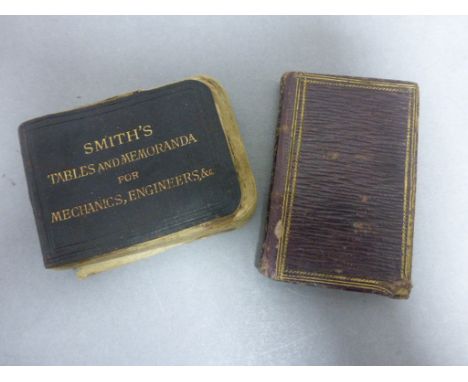 SMITH'S
TABLES AND MEMORANDA
FOR
MECHANICS, ENGINEERS, &c